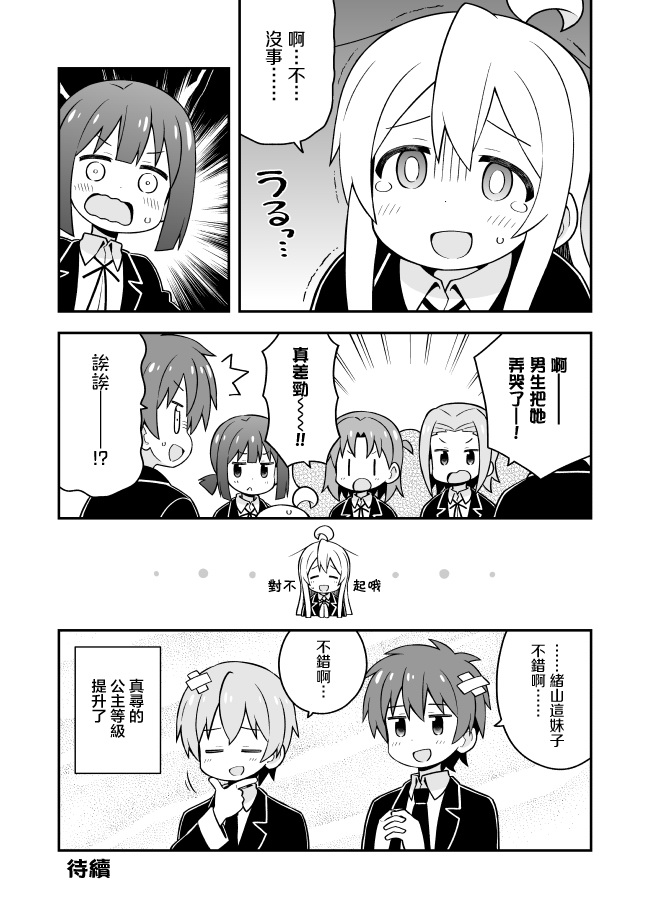 啊…不…
沒事……
うるっ…
啊——
男生把她
弄哭了—!
真差勁～～!!
誒誒——!?
對不
起哦
……緒山這妹子
不錯啊……
不錯啊…
真尋的
公主等級
提升了
待續